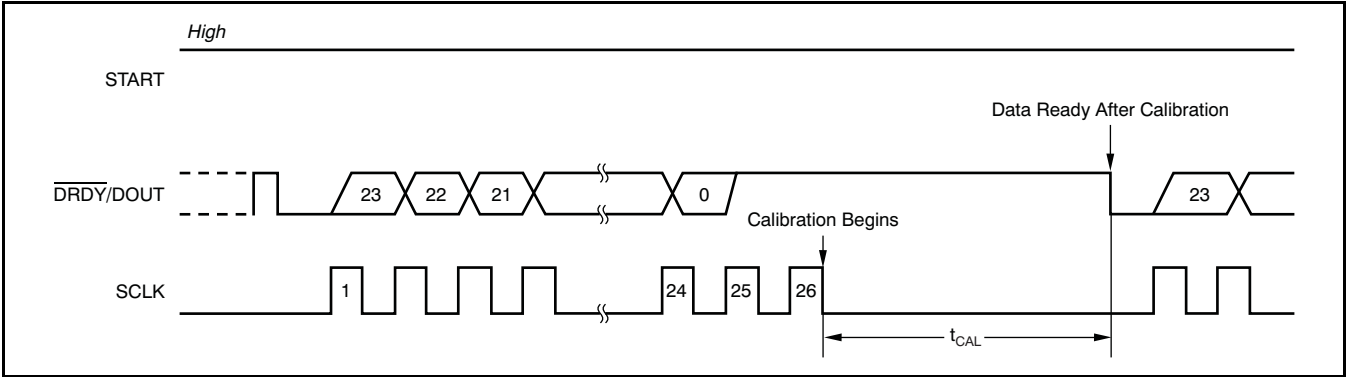 High
START
Data Ready After Calibration
DRDY/DOUT
23 22 21 0 23
Calibration Begins
SCLK
1 24 25 26
tCAL